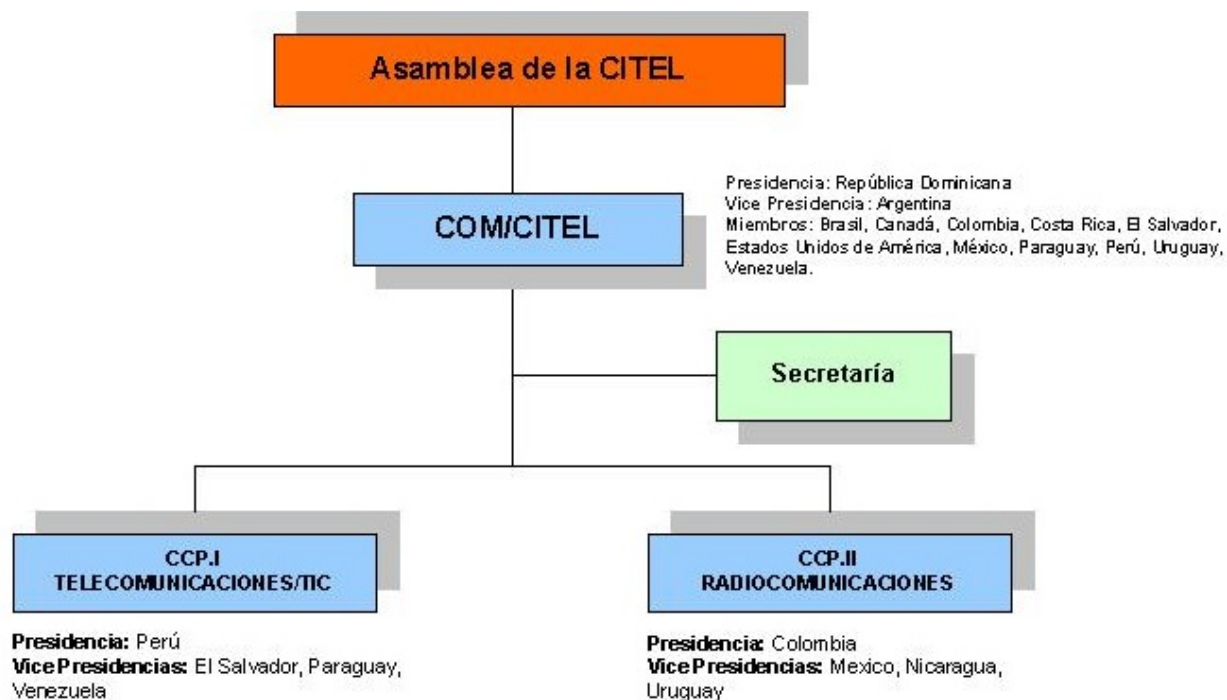 Asamblea de la CITEL
COM/CITEL
Presidencia: República Dominicana
Vice Presidencia: Argentina
Miembros: Brasil, Canadá, Colombia, Costa Rica, El Salvador,
Estados Unidos de América, México, Paraguay, Perú, Uruguay,
Venezuela.
Secretaría
CCP.I
TELECOMUNICACIONES/TIC
Presidencia: Perú
Vice Presidencias: El Salvador, Paraguay,
Venezuela
CCP.II
RADIOCOMUNICACIONES
Presidencia: Colombia
Vice Presidencias: Mexico, Nicaragua,
Uruguay